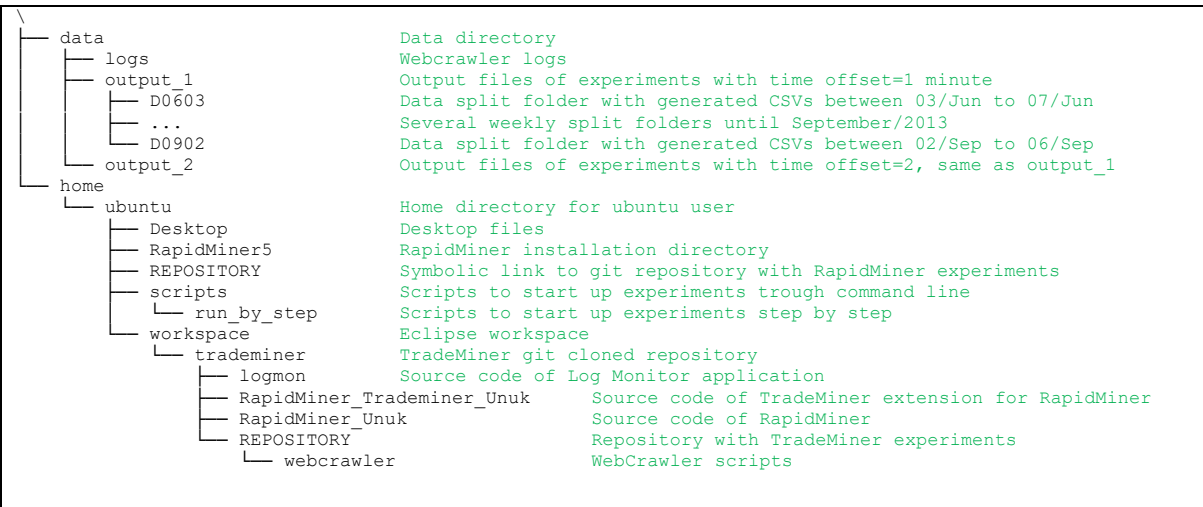 \
├── data Data directory
│   ├── logs Webcrawler logs
│   ├── output_1 Output files of experiments with time offset=1 minute
│   │   ├── D0603 Data split folder with generated CSVs between 03/Jun to 07/Jun
│   │   ├── ... Several weekly split folders until September/2013
│   │   └── D0902 Data split folder with generated CSVs between 02/Sep to 06/Sep
│   └── output_2 Output files of experiments with time offset=2, same as output_1
└── home
    └── ubuntu Home directory for ubuntu user
        ├── Desktop Desktop files
        ├── RapidMiner5 RapidMiner installation directory
        ├── REPOSITORY Symbolic link to git repository with RapidMiner experiments
        ├── scripts Scripts to start up experiments trough command line
        │   └── run_by_step Scripts to start up experiments step by step
        └── workspace Eclipse workspace
            └── trademiner TradeMiner git cloned repository
                ├── logmon Source code of Log Monitor application
                ├── RapidMiner_Trademiner_Unuk Source code of TradeMiner extension for RapidMiner
                ├── RapidMiner_Unuk Source code of RapidMiner
                └── REPOSITORY Repository with TradeMiner experiments
                    └── webcrawler WebCrawler scripts